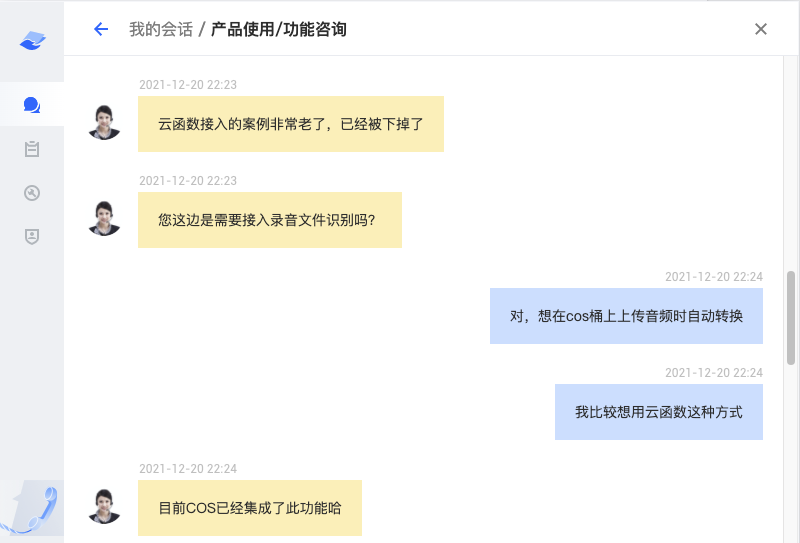 我的会话 / 产品使用/功能咨询
2021-12-20 22:23
云函数接入的案例非常老了，已经被下掉了
2021-12-20 22:23
您这边是需要接入录音文件识别吗？
2021-12-20 22:24
对，想在cos桶上上传音频时自动转换
2021-12-20 22:24
我比较想用云函数这种方式
2021-12-20 22:24
目前COS已经集成了此功能哈